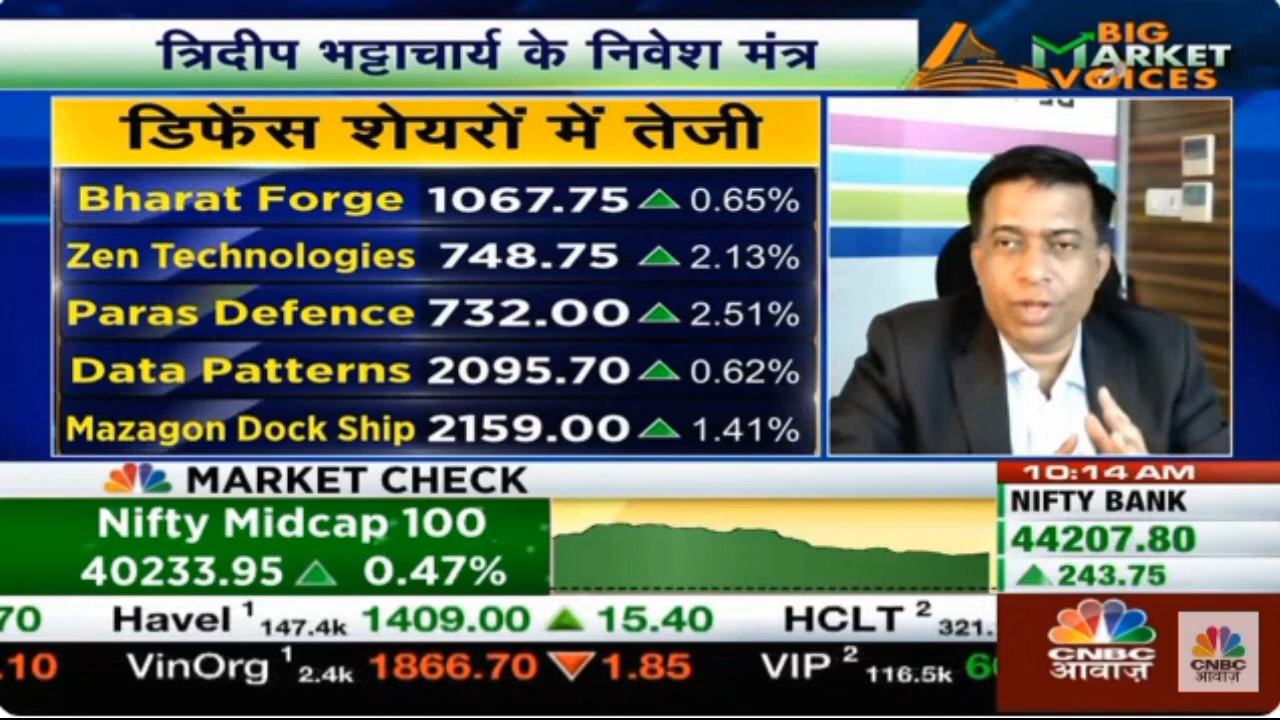 त्रिदीप भट्टाचार्य के निवेश मंत्र
BIG
MARKET
VOICES
डिफेंस शेयरों में तेजी
Bharat Forge 1067.75 ▲ 0.65%
Zen Technologies 748.75 ▲ 2.13%
Paras Defence 732.00 ▲ 2.51%
Data Patterns 2095.70 ▲ 0.62%
Mazagon Dock Ship 2159.00 ▲ 1.41%
MARKET CHECK
Nifty Midcap 100
40233.95 ▲ 0.47%
10:14 AM
NIFTY BANK
44207.80
▲ 243.75
70 Havel ¹ 147.4k 1409.00 ▲ 15.40 HCLT ² 321.
.10 VinOrg ¹ 2.4k 1866.70 ▼ 1.85 VIP ² 116.5k
CNBC
आवाज़
CNBC
आवाज़